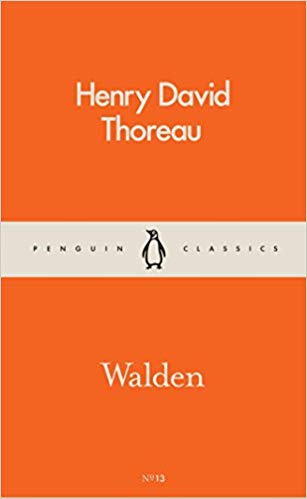 Henry David
Thoreau
PENGUIN CLASSICS
Walden
Nº13